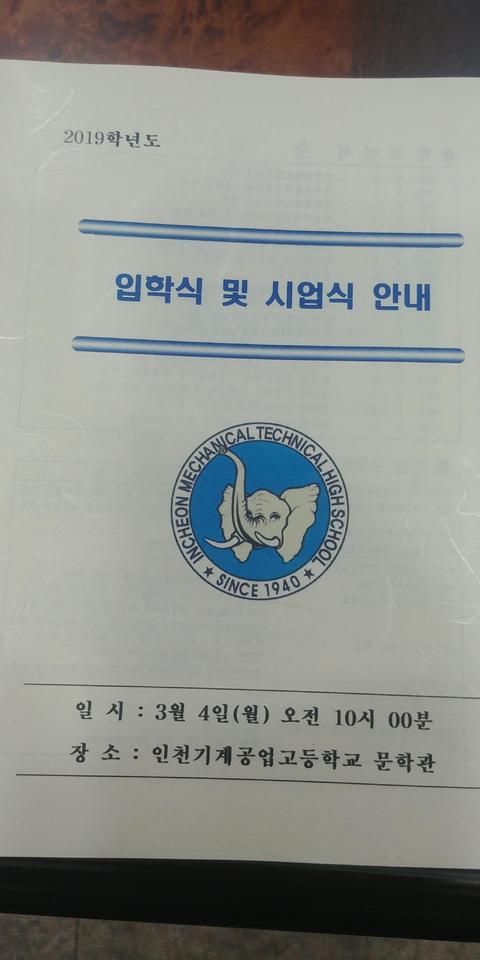 2019학년도
입학식 및 시업식 안내
INCHEON MECHANICAL TECHNICAL HIGH SCHOOL
★ SINCE 1940 ★
일 시 : 3월 4일(월) 오전 10시 00분
장 소 : 인천기계공업고등학교 문학관